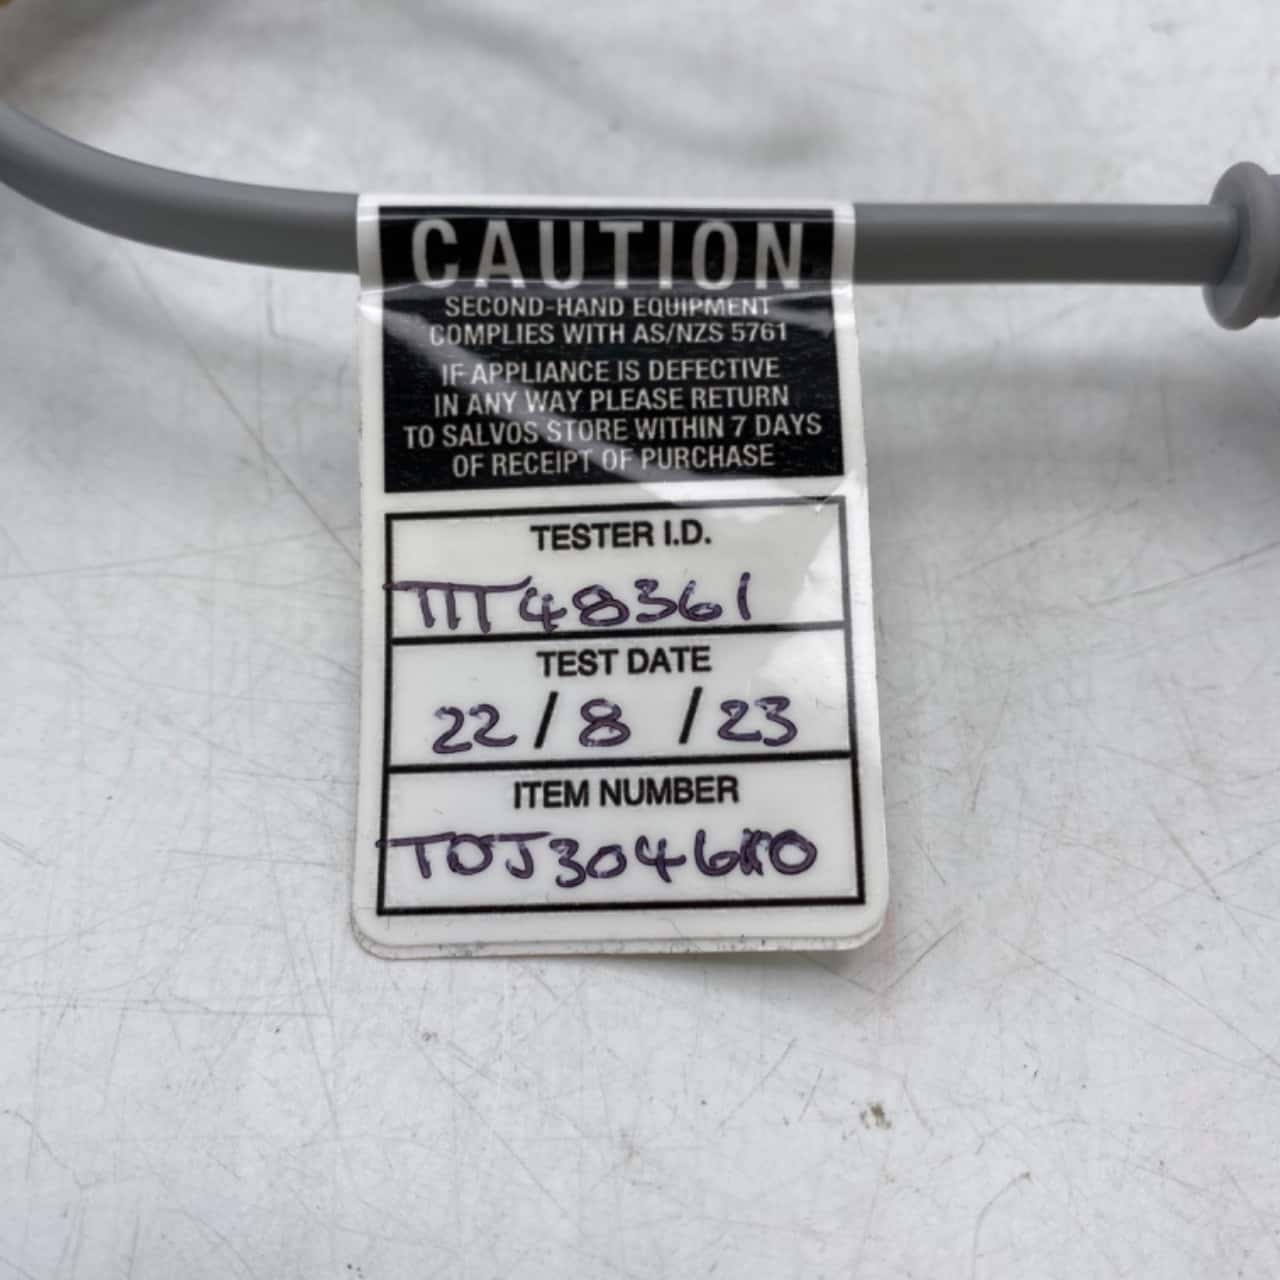 CAUTION
SECOND-HAND EQUIPMENT
COMPLIES WITH AS/NZS 5761
IF APPLIANCE IS DEFECTIVE
IN ANY WAY PLEASE RETURN
TO SALVOS STORE WITHIN 7 DAYS
OF RECEIPT OF PURCHASE
TESTER I.D.
TEST DATE
22/8/23
ITEM NUMBER